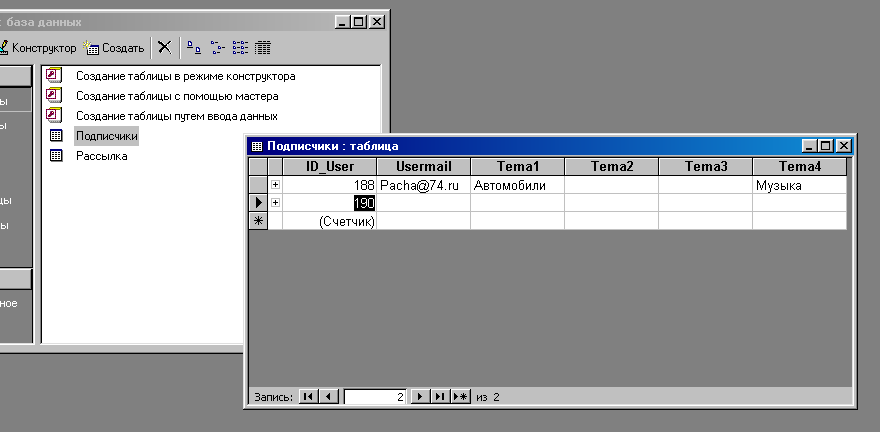 : база данных
Конструктор Создать
Создание таблицы в режиме конструктора
Создание таблицы с помощью мастера
Создание таблицы путем ввода данных
Подписчики
Рассылка
ы
ы
цы
ы
ное
Подписчики : таблица
ID_User Usermail Tema1 Tema2 Tema3 Tema4
188 Pacha@74.ru Автомобили Музыка
190
(Счетчик)
Запись: 2 из 2